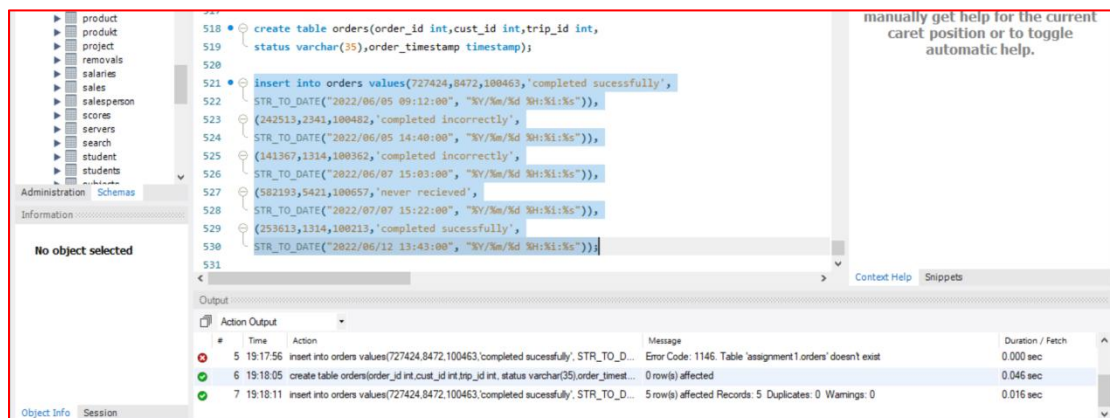 product
produkt
project
removals
salaries
sales
salesperson
scores
servers
search
student
students
Administration Schemas
Information
No object selected
Object Info Session
518 create table orders(order_id int,cust_id int,trip_id int,
519 status varchar(35),order_timestamp timestamp);
520
521 insert into orders values(727424,8472,100463,'completed sucessfully',
522 STR_TO_DATE("2022/06/05 09:12:00", "%Y/%m/%d %H:%i:%s")),
523 (242513,2341,100482,'completed incorrectly',
524 STR_TO_DATE("2022/06/05 14:40:00", "%Y/%m/%d %H:%i:%s")),
525 (141367,1314,100362,'completed incorrectly',
526 STR_TO_DATE("2022/06/07 15:03:00", "%Y/%m/%d %H:%i:%s")),
527 (582193,5421,100657,'never recieved',
528 STR_TO_DATE("2022/07/07 15:22:00", "%Y/%m/%d %H:%i:%s")),
529 (253613,1314,100213,'completed sucessfully',
530 STR_TO_DATE("2022/06/12 13:43:00", "%Y/%m/%d %H:%i:%s"));
531
manually get help for the current
caret position or to toggle
automatic help.
Context Help Snippets
Output
Action Output
# Time Action Message Duration / Fetch
5 19:17:56 insert into orders values(727424,8472,100463,'completed sucessfully', STR_TO_D... Error Code: 1146. Table 'assignment1.orders' doesn't exist 0.000 sec
6 19:18:05 create table orders(order_id int,cust_id int,trip_id int, status varchar(35),order_timest... 0 row(s) affected 0.046 sec
7 19:18:11 insert into orders values(727424,8472,100463,'completed sucessfully', STR_TO_D... 5 row(s) affected Records: 5 Duplicates: 0 Warnings: 0 0.016 sec